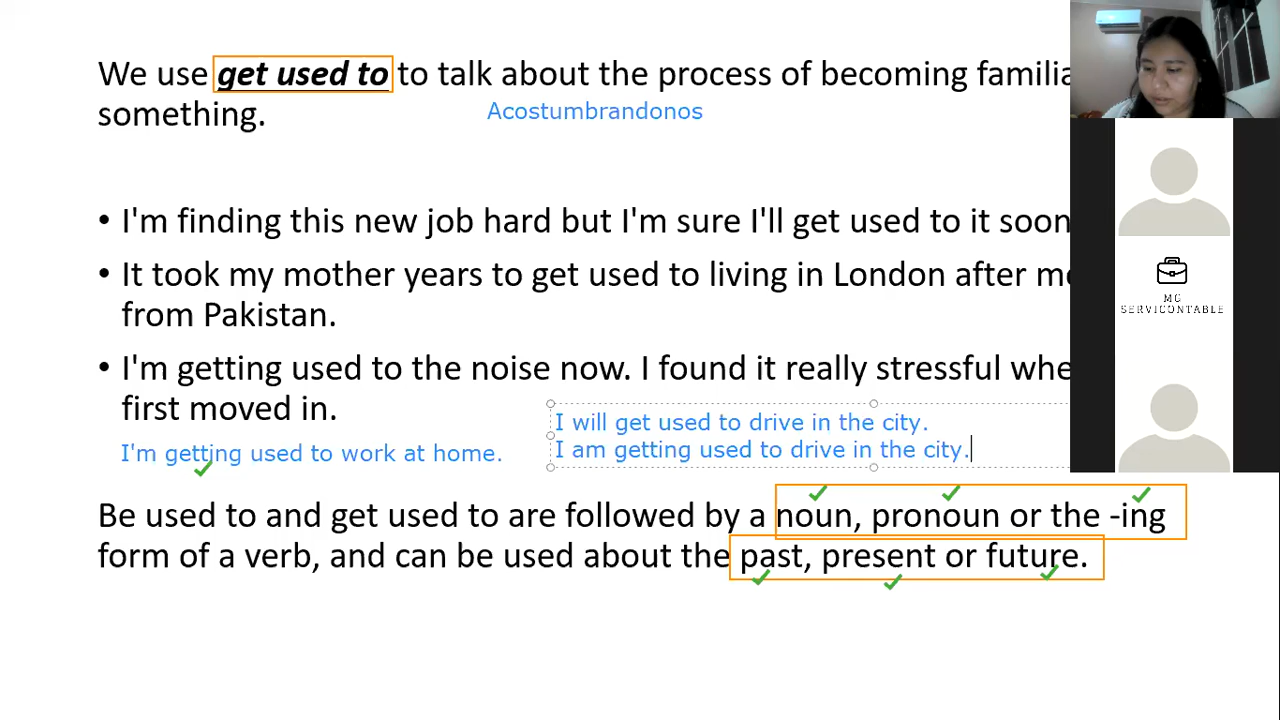 We use get used to to talk about the process of becoming familia
something.
Acostumbrandonos
• I'm finding this new job hard but I'm sure I'll get used to it soon
• It took my mother years to get used to living in London after mo
from Pakistan.
• I'm getting used to the noise now. I found it really stressful whe
first moved in.
I'm getting used to work at home.
I will get used to drive in the city.
I am getting used to drive in the city.
Be used to and get used to are followed by a noun, pronoun or the -ing
form of a verb, and can be used about the past, present or future.
MC
SERVICONTABLE